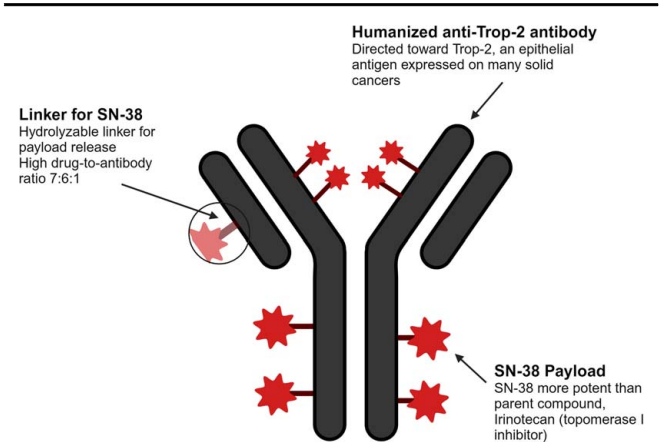 Humanized anti-Trop-2 antibody
Directed toward Trop-2, an epithelial
antigen expressed on many solid
cancers
Linker for SN-38
Hydrolyzable linker for
payload release
High drug-to-antibody
ratio 7:6:1
SN-38 Payload
SN-38 more potent than
parent compound,
Irinotecan (topomerase I
inhibitor)